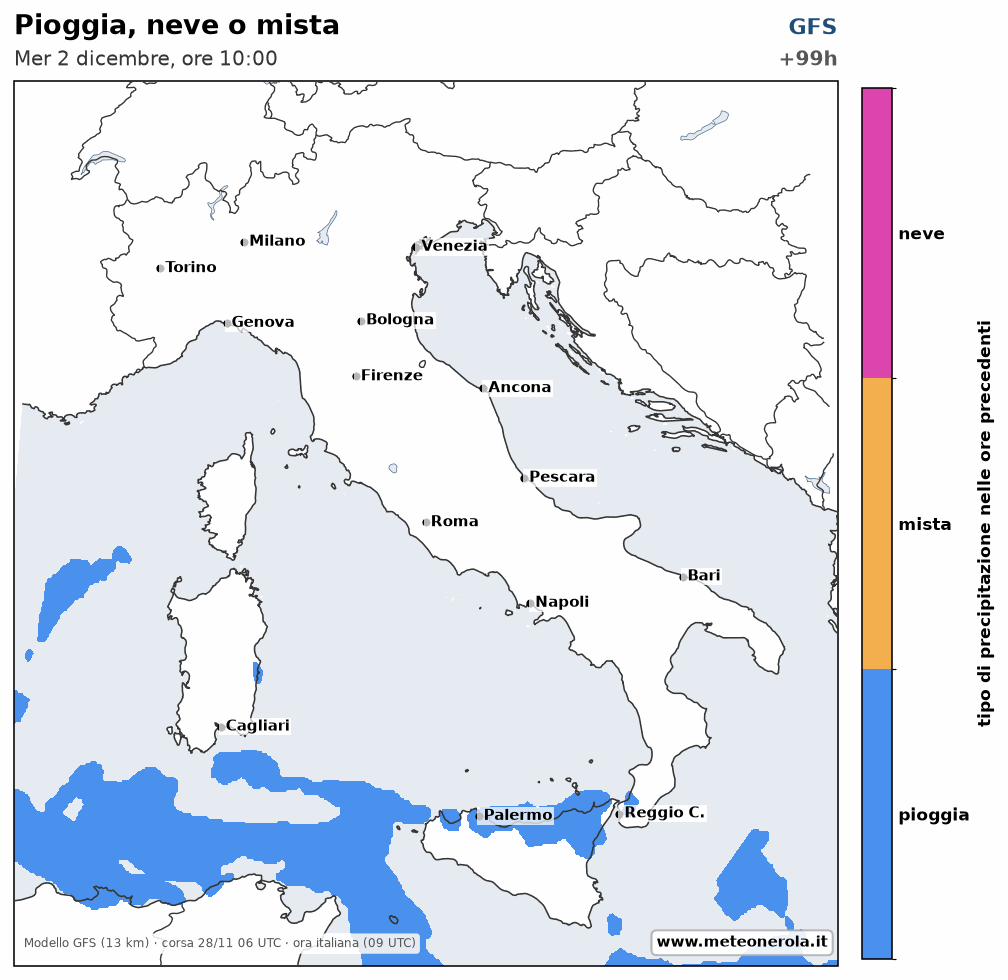 Pioggia, neve o mista
GFS
Mer 2 dicembre, ore 10:00
+99h
neve
mista
pioggia
tipo di precipitazione nelle ore precedenti
Milano
Venezia
Torino
Genova
Bologna
Firenze
Ancona
Pescara
Roma
Bari
Napoli
Cagliari
Palermo
Reggio C.
Modello GFS (13 km) · corsa 28/11 06 UTC · ora italiana (09 UTC)
www.meteonerola.it